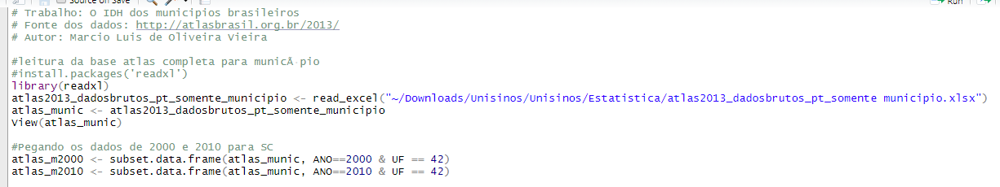 Source on Save
Run
# Trabalho: O IDH dos municipios brasileiros
# Fonte dos dados: http://atlasbrasil.org.br/2013/
# Autor: Marcio Luis de Oliveira Vieira
#leitura da base atlas completa para municÃ­pio
#install.packages('readxl')
library(readxl)
atlas2013_dadosbrutos_pt_somente_municipio <- read_excel("~/Downloads/Unisinos/Unisinos/Estatistica/atlas2013_dadosbrutos_pt_somente municipio.xlsx")
atlas_munic <- atlas2013_dadosbrutos_pt_somente_municipio
View(atlas_munic)
#Pegando os dados de 2000 e 2010 para SC
atlas_m2000 <- subset.data.frame(atlas_munic, ANO==2000 & UF == 42)
atlas_m2010 <- subset.data.frame(atlas_munic, ANO==2010 & UF == 42)